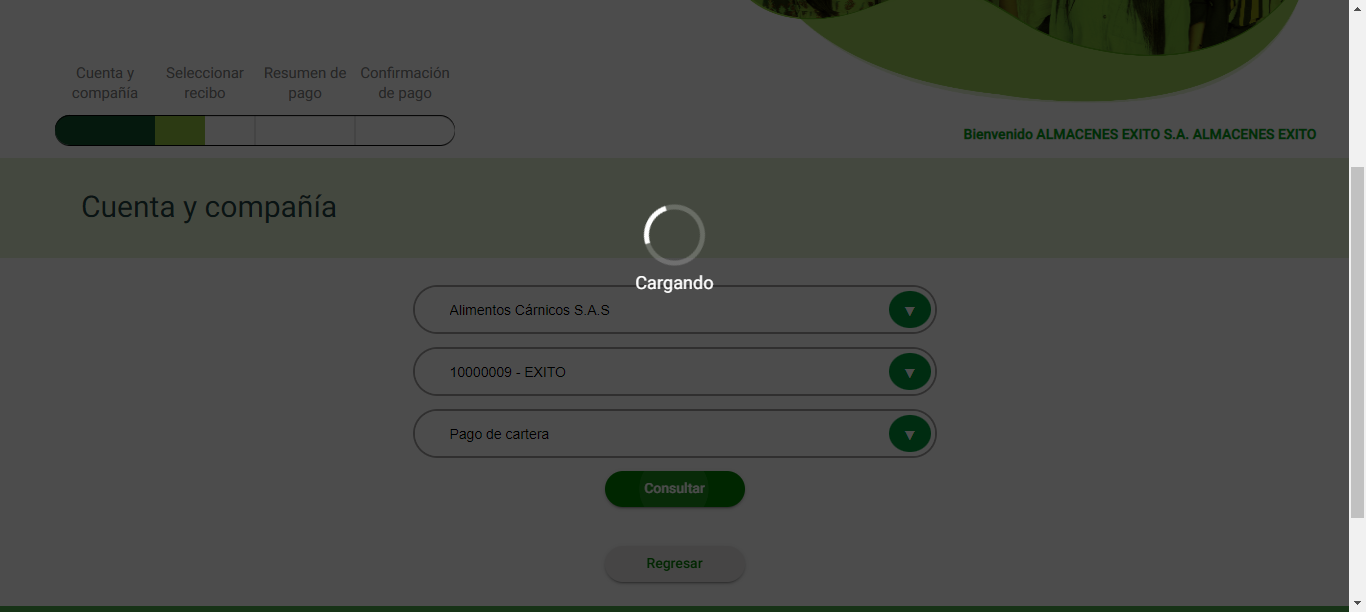 Cuenta y
compañía
Seleccionar
recibo
Resumen de
pago
Confirmación
de pago
Bienvenido ALMACENES EXITO S.A. ALMACENES EXITO
Cuenta y compañía
Cargando
Alimentos Cárnicos S.A.S
10000009 - EXITO
Pago de cartera
Consultar
Regresar